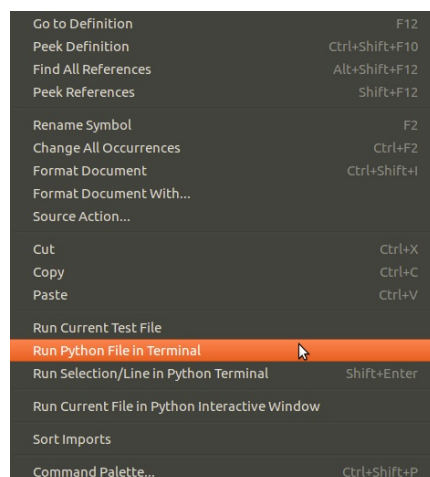 Go to Definition F12
Peek Definition Ctrl+Shift+F10
Find All References Alt+Shift+F12
Peek References Shift+F12
Rename Symbol F2
Change All Occurrences Ctrl+F2
Format Document Ctrl+Shift+I
Format Document With...
Source Action...
Cut Ctrl+X
Copy Ctrl+C
Paste Ctrl+V
Run Current Test File
Run Python File in Terminal
Run Selection/Line in Python Terminal Shift+Enter
Run Current File in Python Interactive Window
Sort Imports
Command Palette... Ctrl+Shift+P